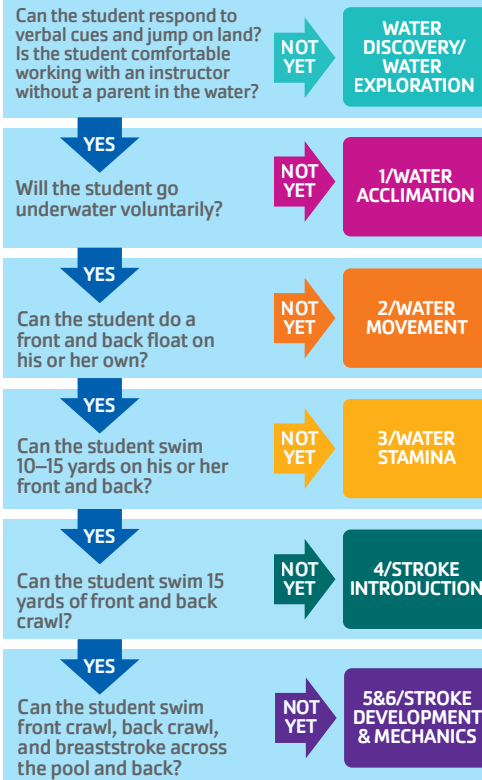 Can the student respond to
verbal cues and jump on land?
Is the student comfortable
working with an instructor
without a parent in the water?
NOT
YET
WATER
DISCOVERY/
WATER
EXPLORATION
YES
Will the student go
underwater voluntarily?
NOT
YET
1/WATER
ACCLIMATION
YES
Can the student do a
front and back float on
his or her own?
NOT
YET
2/WATER
MOVEMENT
YES
Can the student swim
10–15 yards on his or her
front and back?
NOT
YET
3/WATER
STAMINA
YES
Can the student swim 15
yards of front and back
crawl?
NOT
YET
4/STROKE
INTRODUCTION
YES
Can the student swim
front crawl, back crawl,
and breaststroke across
the pool and back?
NOT
YET
5&6/STROKE
DEVELOPMENT
& MECHANICS